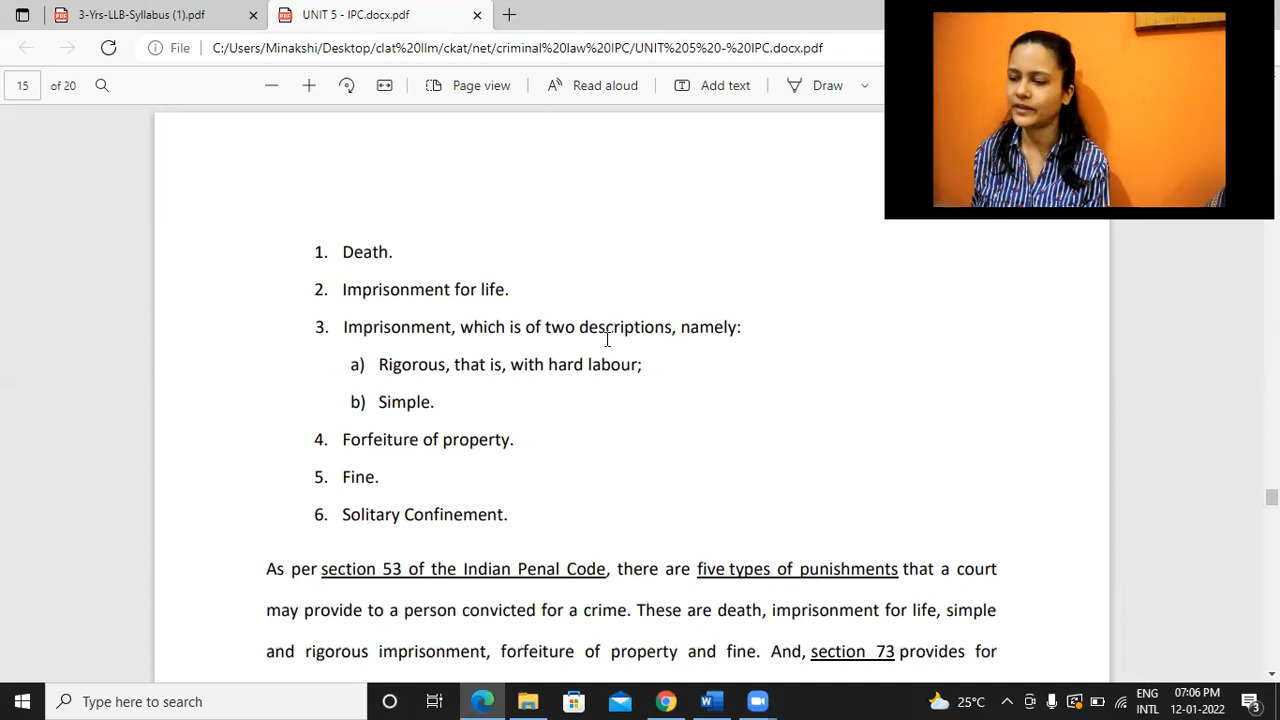 3-Yrs-LLB-Syllabus (1).pdf
UNIT 5 - IPC.docx.pdf
File
C:/Users/Minakshi/Desktop/clat%20llm/ckat/net/criminal%20law%20IPC/UNIT%205%20-%20IPC.docx.pdf
15 of 20
Page view
Read aloud
Add text
Draw
1. Death.
2. Imprisonment for life.
3. Imprisonment, which is of two descriptions, namely:
a) Rigorous, that is, with hard labour;
b) Simple.
4. Forfeiture of property.
5. Fine.
6. Solitary Confinement.
As per section 53 of the Indian Penal Code, there are five types of punishments that a court
may provide to a person convicted for a crime. These are death, imprisonment for life, simple
and rigorous imprisonment, forfeiture of property and fine. And, section 73 provides for
Type here to search
25°C
ENG
INTL
07:06 PM
12-01-2022
3